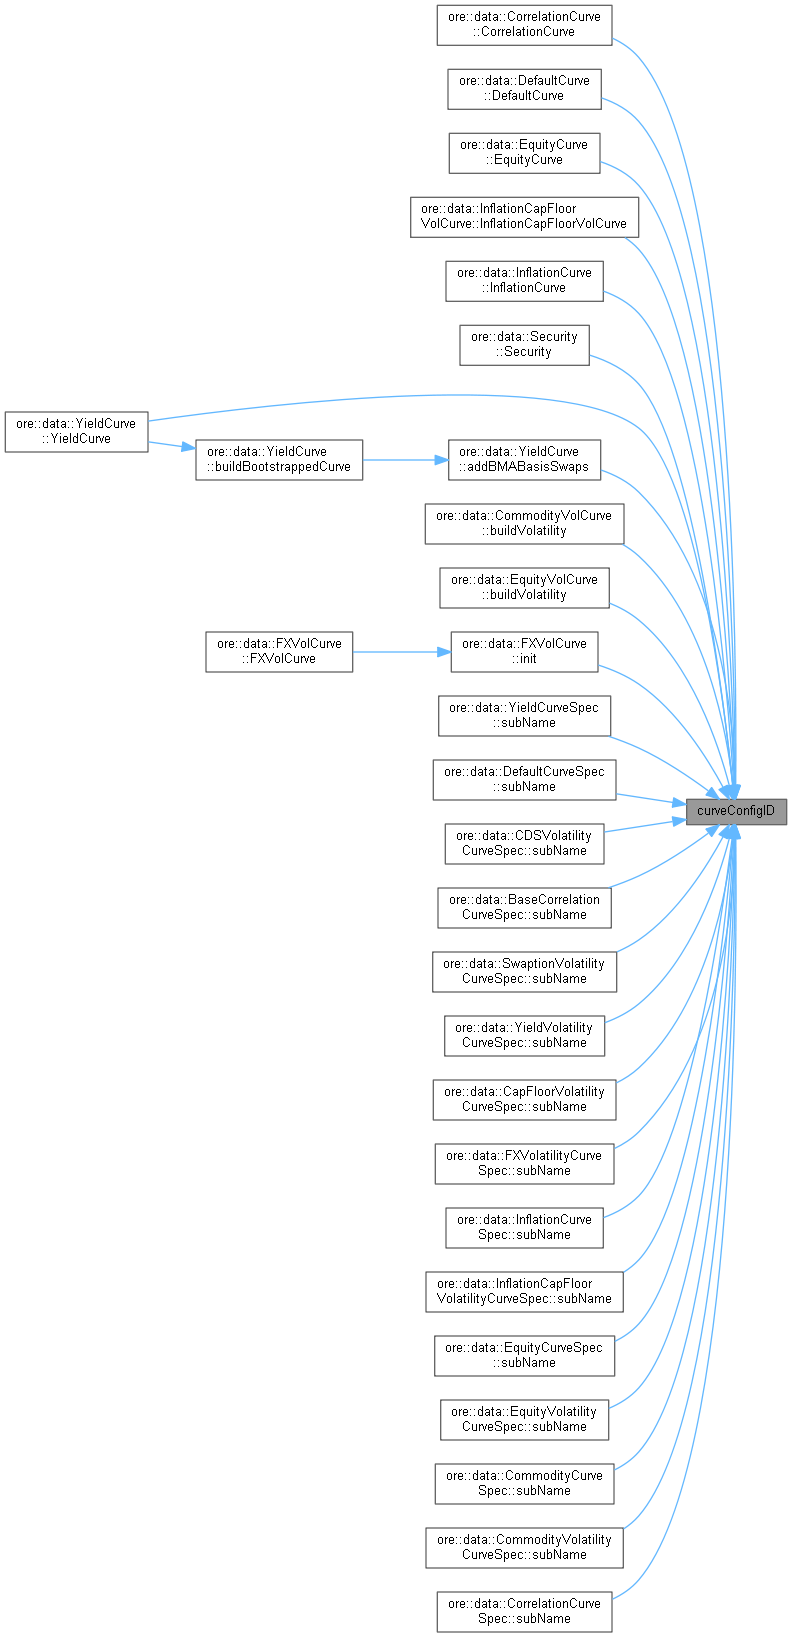 ore::data::CorrelationCurve
::CorrelationCurve
ore::data::DefaultCurve
::DefaultCurve
ore::data::EquityCurve
::EquityCurve
ore::data::InflationCapFloor
VolCurve::InflationCapFloorVolCurve
ore::data::InflationCurve
::InflationCurve
ore::data::Security
::Security
ore::data::YieldCurve
::YieldCurve
ore::data::YieldCurve
::buildBootstrappedCurve
ore::data::YieldCurve
::addBMABasisSwaps
ore::data::CommodityVolCurve
::buildVolatility
ore::data::EquityVolCurve
::buildVolatility
ore::data::FXVolCurve
::FXVolCurve
ore::data::FXVolCurve
::init
ore::data::YieldCurveSpec
::subName
ore::data::DefaultCurveSpec
::subName
curveConfigID
ore::data::CDSVolatility
CurveSpec::subName
ore::data::BaseCorrelation
CurveSpec::subName
ore::data::SwaptionVolatility
CurveSpec::subName
ore::data::YieldVolatility
CurveSpec::subName
ore::data::CapFloorVolatility
CurveSpec::subName
ore::data::FXVolatilityCurve
Spec::subName
ore::data::InflationCurve
Spec::subName
ore::data::InflationCapFloor
VolatilityCurveSpec::subName
ore::data::EquityCurveSpec
::subName
ore::data::EquityVolatility
CurveSpec::subName
ore::data::CommodityCurve
Spec::subName
ore::data::CommodityVolatility
CurveSpec::subName
ore::data::CorrelationCurve
Spec::subName